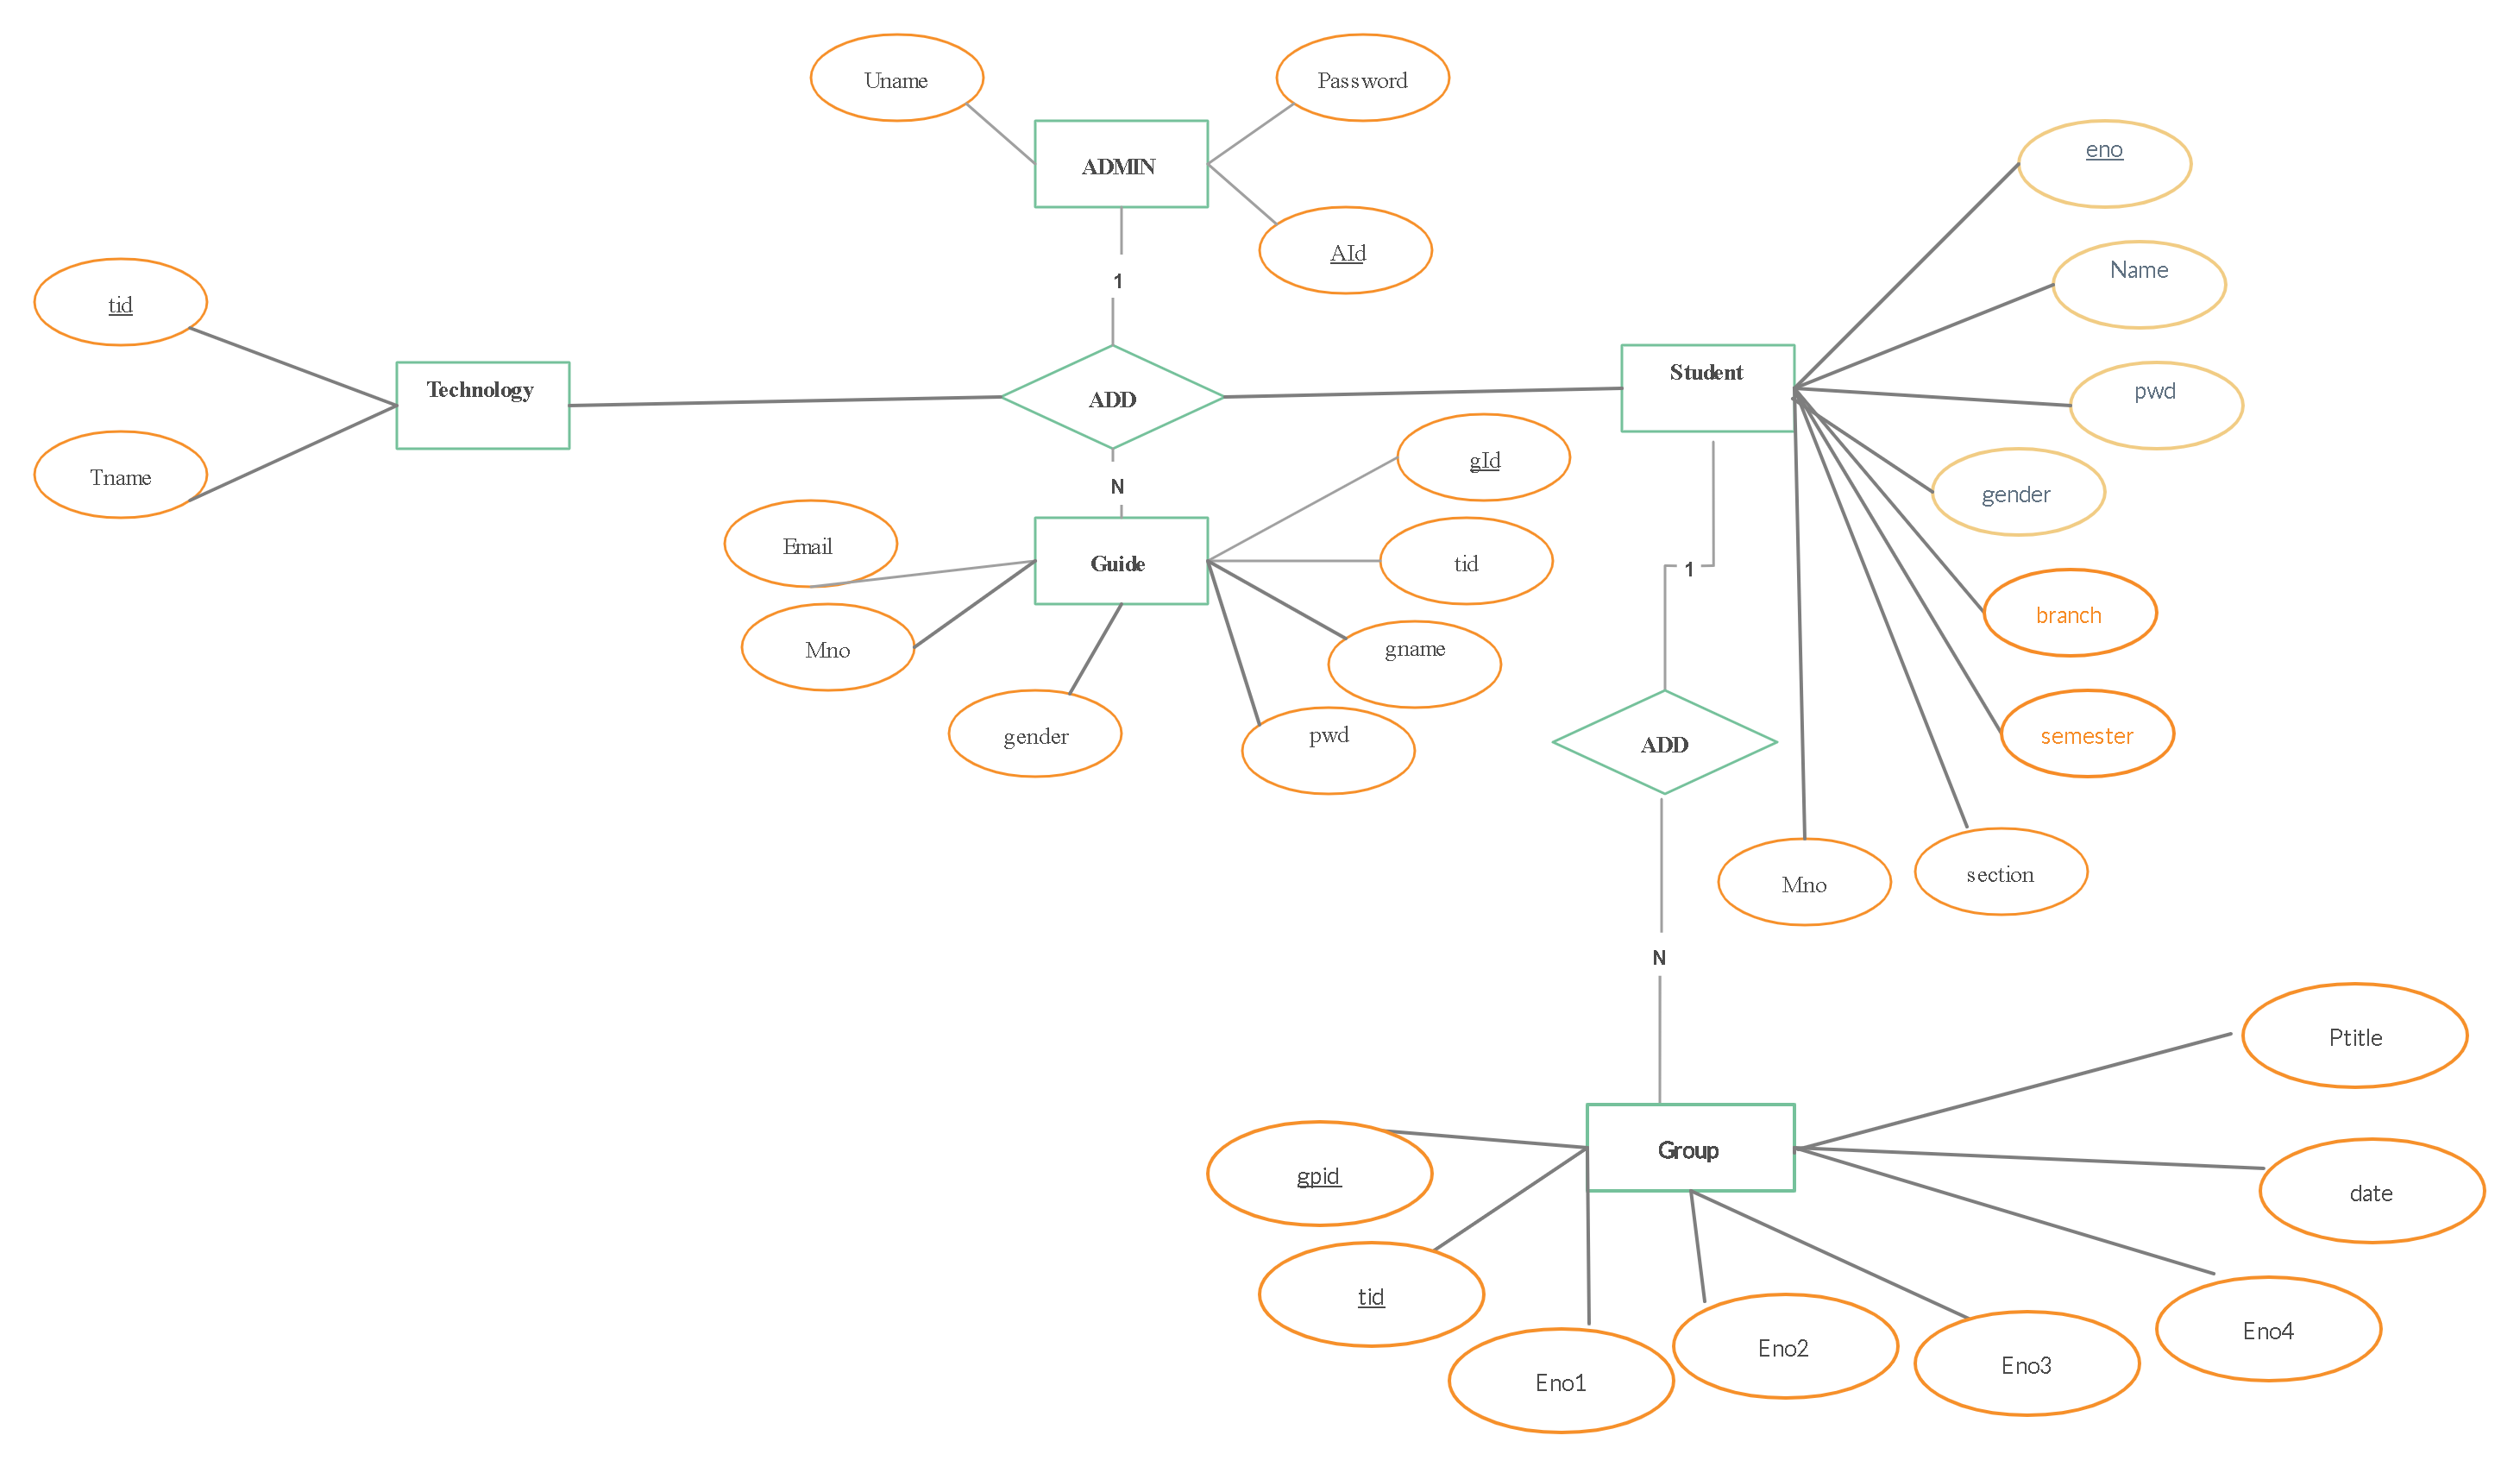 Uname
Password
ADMIN
AId
1
eno
Name
tid
Technology
ADD
Student
pwd
Tname
N
gId
gender
Email
Guide
tid
1
branch
Mno
gname
gender
pwd
ADD
semester
Mno
section
N
Ptitle
Group
gpid
date
tid
Eno1
Eno2
Eno3
Eno4